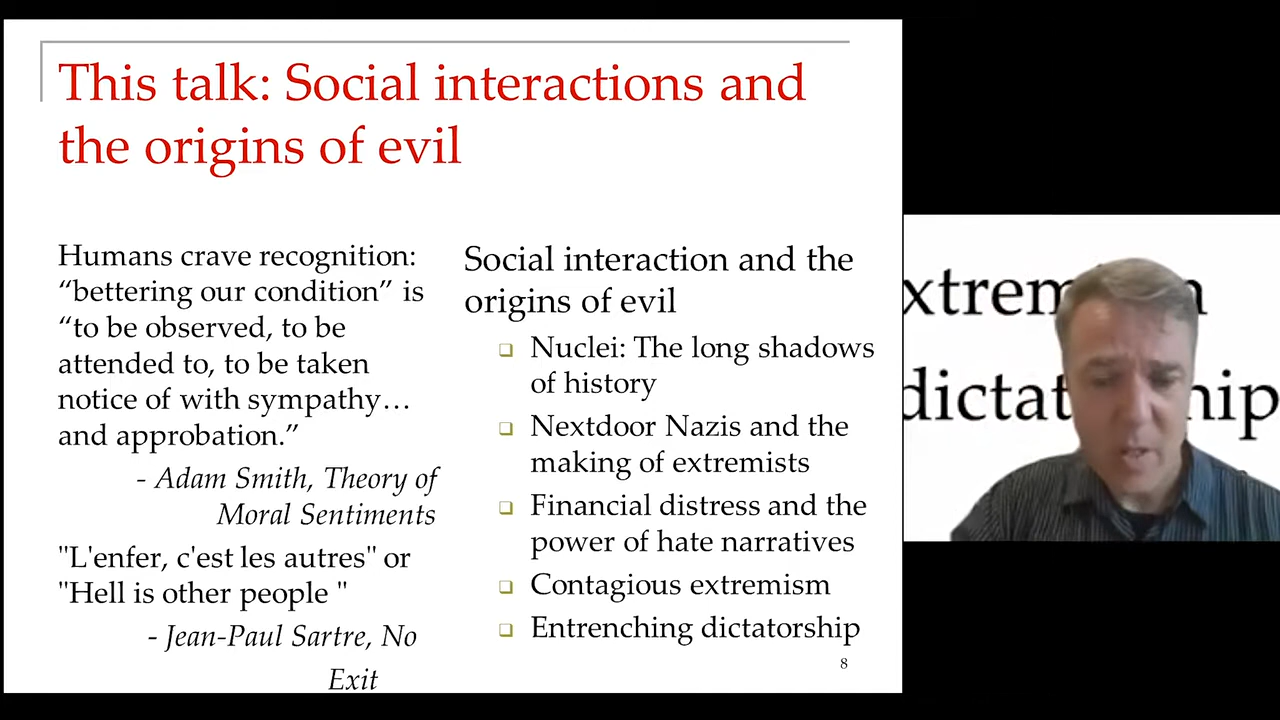 This talk: Social interactions and
the origins of evil
Humans crave recognition:
“bettering our condition” is
“to be observed, to be
attended to, to be taken
notice of with sympathy…
and approbation.”
- Adam Smith, Theory of
Moral Sentiments
"L'enfer, c'est les autres" or
"Hell is other people "
- Jean-Paul Sartre, No
Exit
Social interaction and the
origins of evil
Nuclei: The long shadows
of history
Nextdoor Nazis and the
making of extremists
Financial distress and the
power of hate narratives
Contagious extremism
Entrenching dictatorship
8